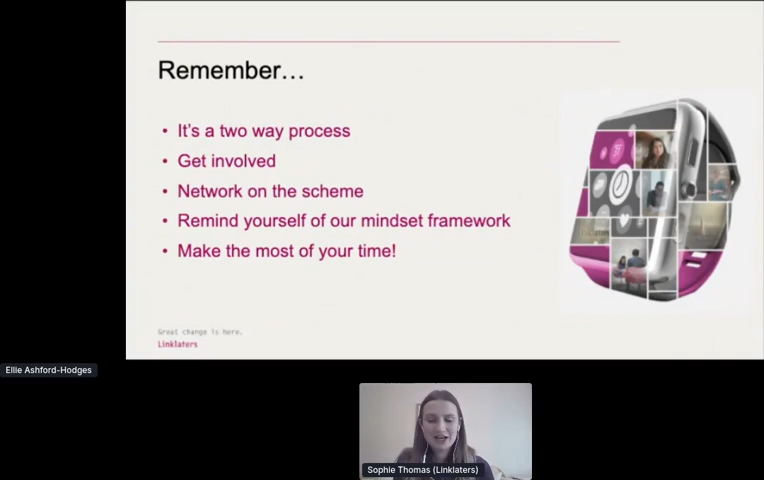 Remember…
• It's a two way process
• Get involved
• Network on the scheme
• Remind yourself of our mindset framework
• Make the most of your time!
Great change is here.
Linklaters
Ellie Ashford-Hodges
Sophie Thomas (Linklaters)